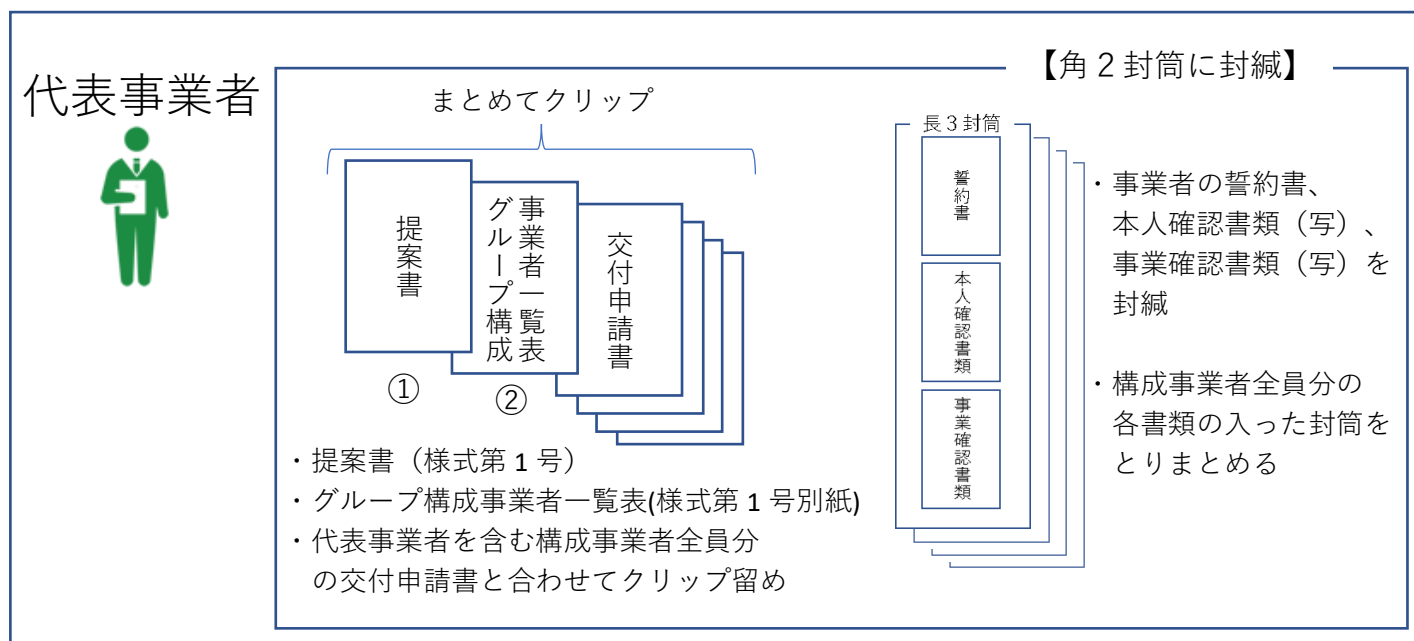 代表事業者
【角２封筒に封緘】
まとめてクリップ
提案書
グループ構成
事業者一覧表
交付申請書
①
②
・提案書（様式第１号）
・グループ構成事業者一覧表(様式第１号別紙)
・代表事業者を含む構成事業者全員分
の交付申請書と合わせてクリップ留め
長３封筒
誓約書
本人確認書類
事業確認書類
・事業者の誓約書、
本人確認書類（写）、
事業確認書類（写）を
封緘
・構成事業者全員分の
各書類の入った封筒を
とりまとめる